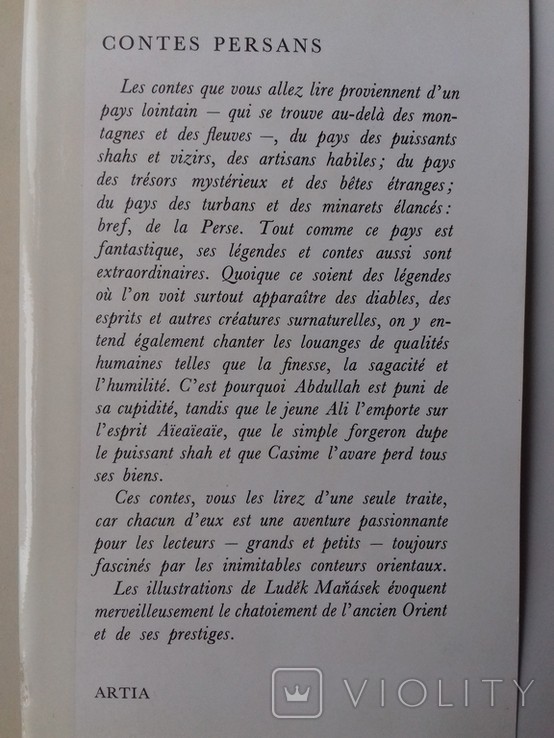 CONTES PERSANS
Les contes que vous allez lire proviennent d'un
pays lointain — qui se trouve au-delà des mon-
tagnes et des fleuves —, du pays des puissants
shahs et vizirs, des artisans habiles; du pays
des trésors mystérieux et des bêtes étranges;
du pays des turbans et des minarets élancés:
bref, de la Perse. Tout comme ce pays est
fantastique, ses légendes et contes aussi sont
extraordinaires. Quoique ce soient des légendes
où l'on voit surtout apparaître des diables, des
esprits et autres créatures surnaturelles, on y en-
tend également chanter les louanges de qualités
humaines telles que la finesse, la sagacité et
l'humilité. C'est pourquoi Abdullah est puni de
sa cupidité, tandis que le jeune Ali l'emporte sur
l'esprit Aïeaïeaïe, que le simple forgeron dupe
le puissant shah et que Casime l'avare perd tous
ses biens.
Ces contes, vous les lirez d'une seule traite,
car chacun d'eux est une aventure passionnante
pour les lecteurs — grands et petits — toujours
fascinés par les inimitables conteurs orientaux.
Les illustrations de Luděk Maňásek évoquent
merveilleusement le chatoiement de l'ancien Orient
et de ses prestiges.
ARTIA
VIOLITY